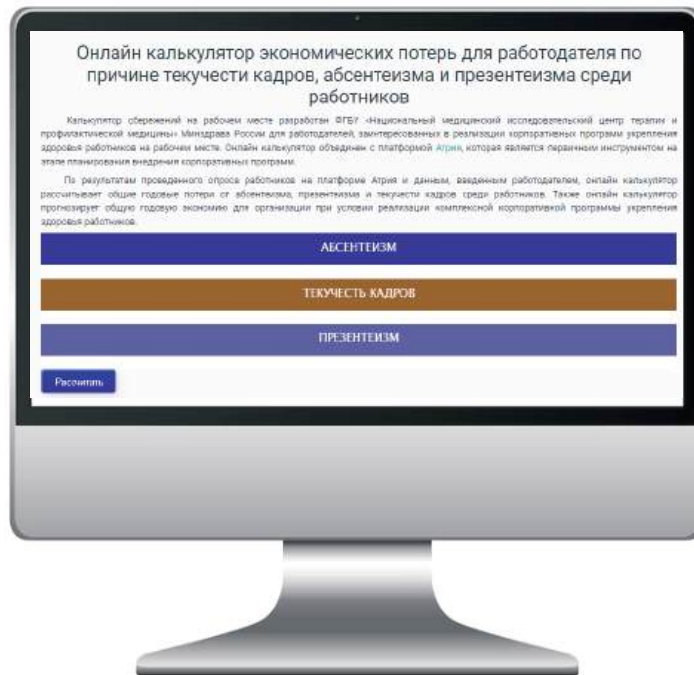 Онлайн калькулятор экономических потерь для работодателя по
причине текучести кадров, абсентеизма и презентеизма среди
работников
Калькулятор сбережений на рабочем месте разработан ФГБУ «Национальный медицинский исследовательский центр терапии и
профилактической медицины» Минздрава России для работодателей, заинтересованных в реализации корпоративных программ укрепления
здоровья работников на рабочем месте. Онлайн калькулятор объединен с платформой Атрия, которая является первичным инструментом на
этапе планирования внедрения корпоративных программ.
По результатам проведенного опроса работников на платформе Атрия и данным, введенным работодателем, онлайн калькулятор
рассчитывает общие годовые потери от абсентеизма, презентеизма и текучести кадров среди работников. Также онлайн калькулятор
прогнозирует общую годовую экономию для организации при условии реализации комплексной корпоративной программы укрепления
здоровья работников.
АБСЕНТЕИЗМ
ТЕКУЧЕСТЬ КАДРОВ
ПРЕЗЕНТЕИЗМ
Рассчитать